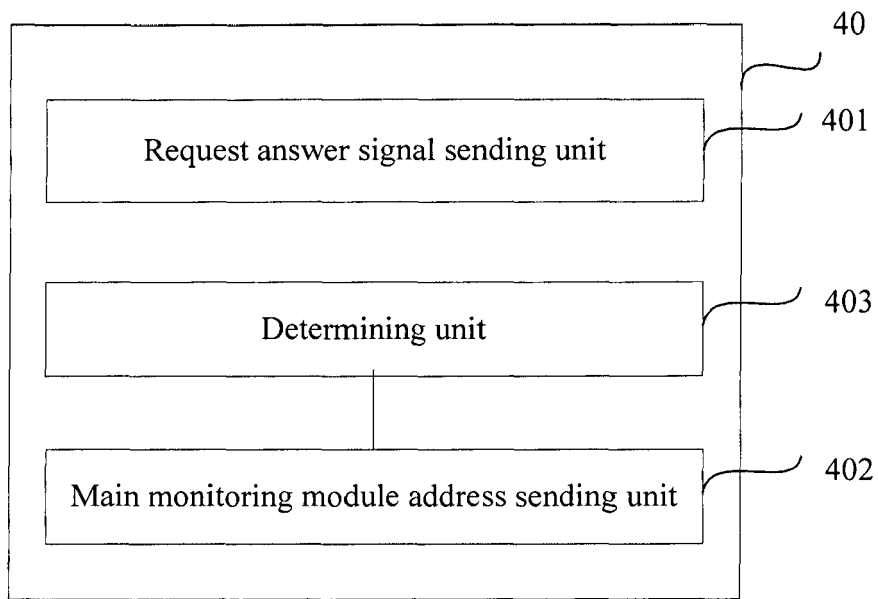 40
Request answer signal sending unit
401
Determining unit
403
Main monitoring module address sending unit
402